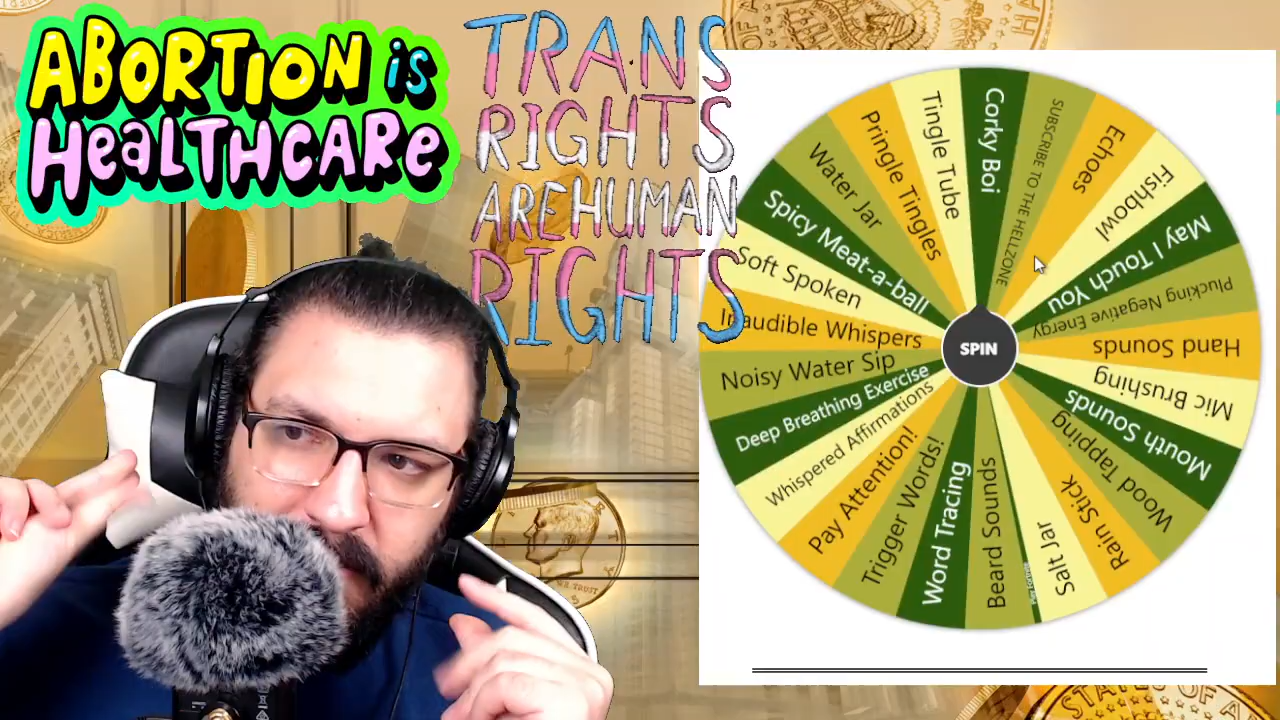 ABORTION is
HEALTHCARE
TRANS
RIGHTS
ARE HUMAN
RIGHTS
Corky Boi
SUBSCRIBE TO THE HELLZONE
Echoes
Fishbowl
May I Touch You
Plucking Negative Energy
Hand Sounds
Mic Brushing
Mouth Sounds
Wood Tapping
Rain Stick
Salt Jar
Beard Sounds
Word Tracing
Trigger Words!
Pay Attention!
Whispered Affirmations
Deep Breathing Exercise
Noisy Water Sip
Inaudible Whispers
Soft Spoken
Spicy Meat-a-ball
Water Jar
Pringle Tingles
Tingle Tube
SPIN